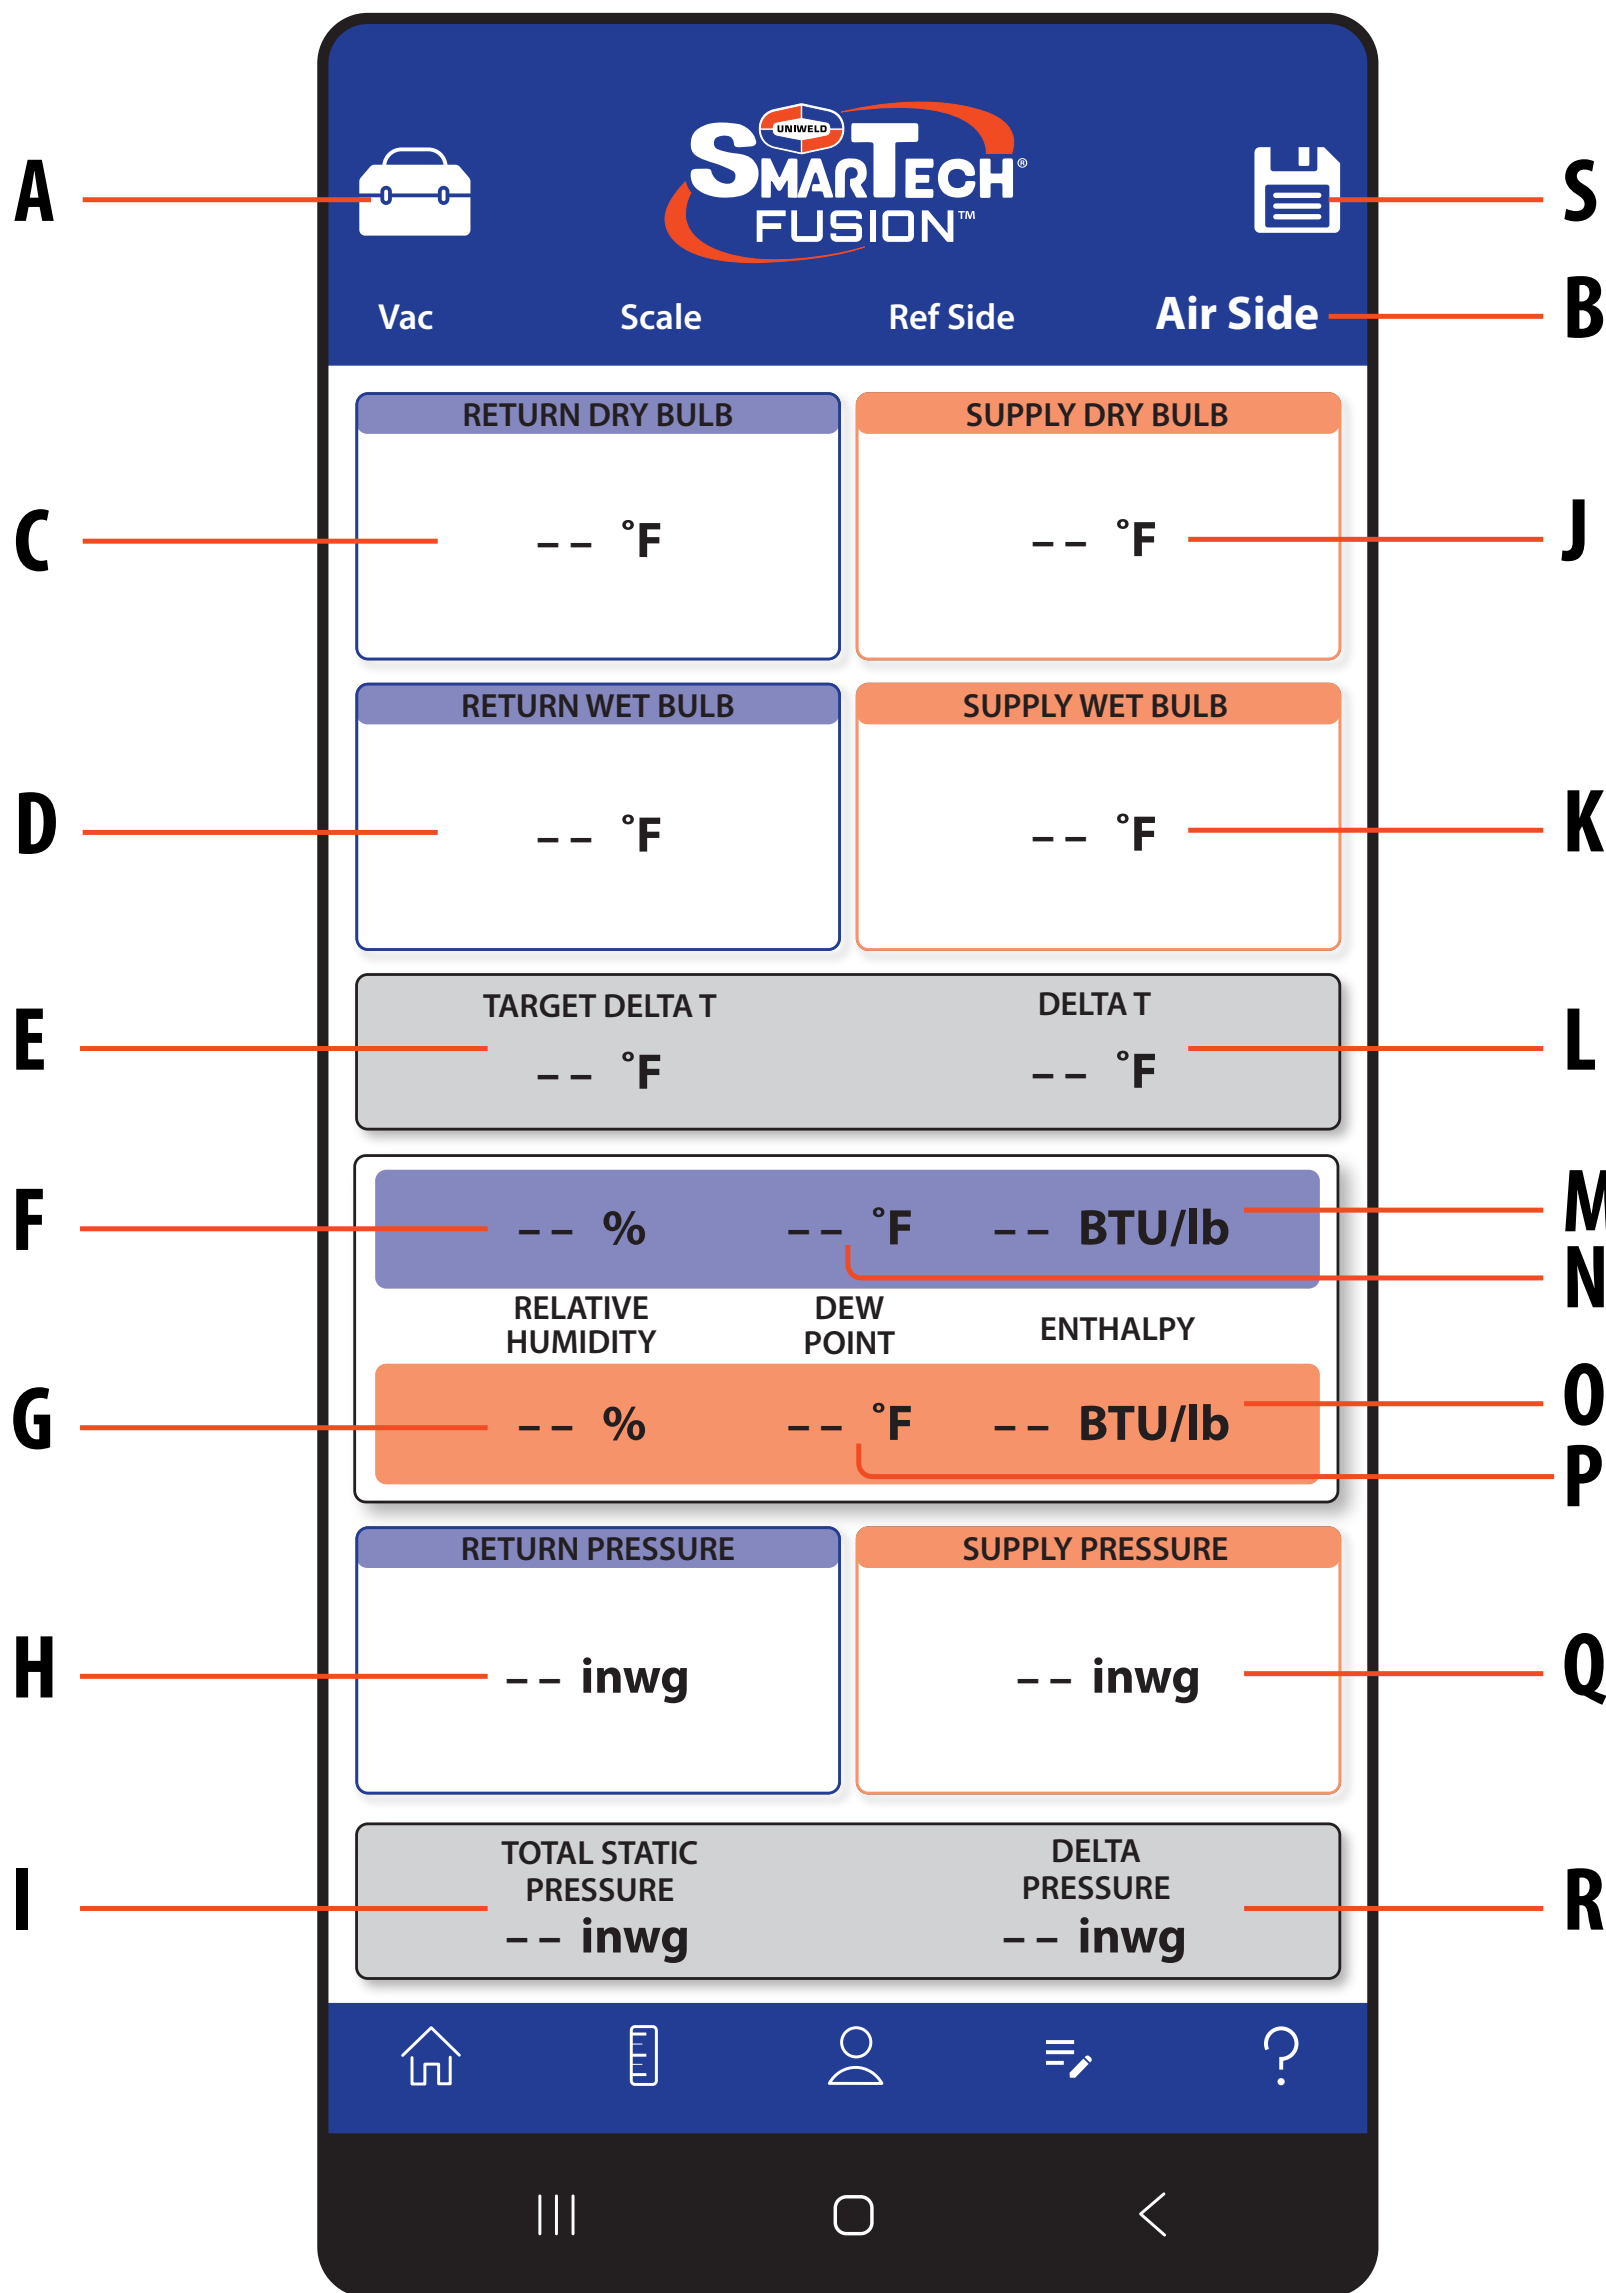 UNIWELD
SMARTECH®
FUSION™
A
S
Vac Scale Ref Side Air Side
B
RETURN DRY BULB SUPPLY DRY BULB
C
-- °F -- °F
J
RETURN WET BULB SUPPLY WET BULB
D
-- °F -- °F
K
TARGET DELTA T DELTA T
E
-- °F -- °F
L
F
-- % -- °F -- BTU/lb
M
N
RELATIVE HUMIDITY
DEW POINT
ENTHALPY
G
-- % -- °F -- BTU/lb
O
P
RETURN PRESSURE SUPPLY PRESSURE
H
-- inwg -- inwg
Q
TOTAL STATIC PRESSURE
DELTA PRESSURE
I
-- inwg -- inwg
R